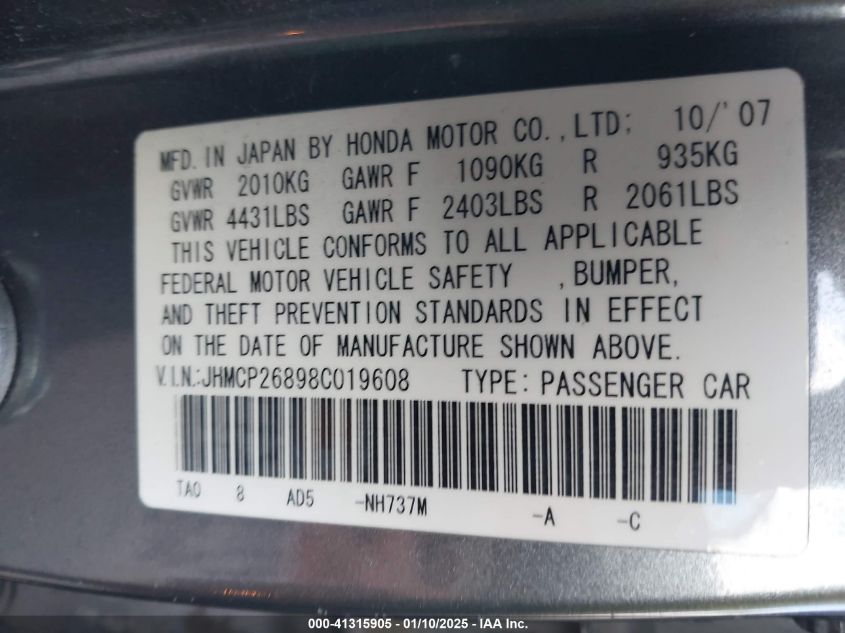 MFD. IN JAPAN BY HONDA MOTOR CO.,LTD; 10/'07
GVWR 2010KG GAWR F 1090KG R 935KG
GVWR 4431LBS GAWR F 2403LBS R 2061LBS
THIS VEHICLE CONFORMS TO ALL APPLICABLE
FEDERAL MOTOR VEHICLE SAFETY , BUMPER,
AND THEFT PREVENTION STANDARDS IN EFFECT
ON THE DATE OF MANUFACTURE SHOWN ABOVE.
V.I.N.:JHMCP26898C019608 TYPE: PASSENGER CAR
TA0 8 AD5 -NH737M -A -C
000-41315905 - 01/10/2025 - IAA Inc.